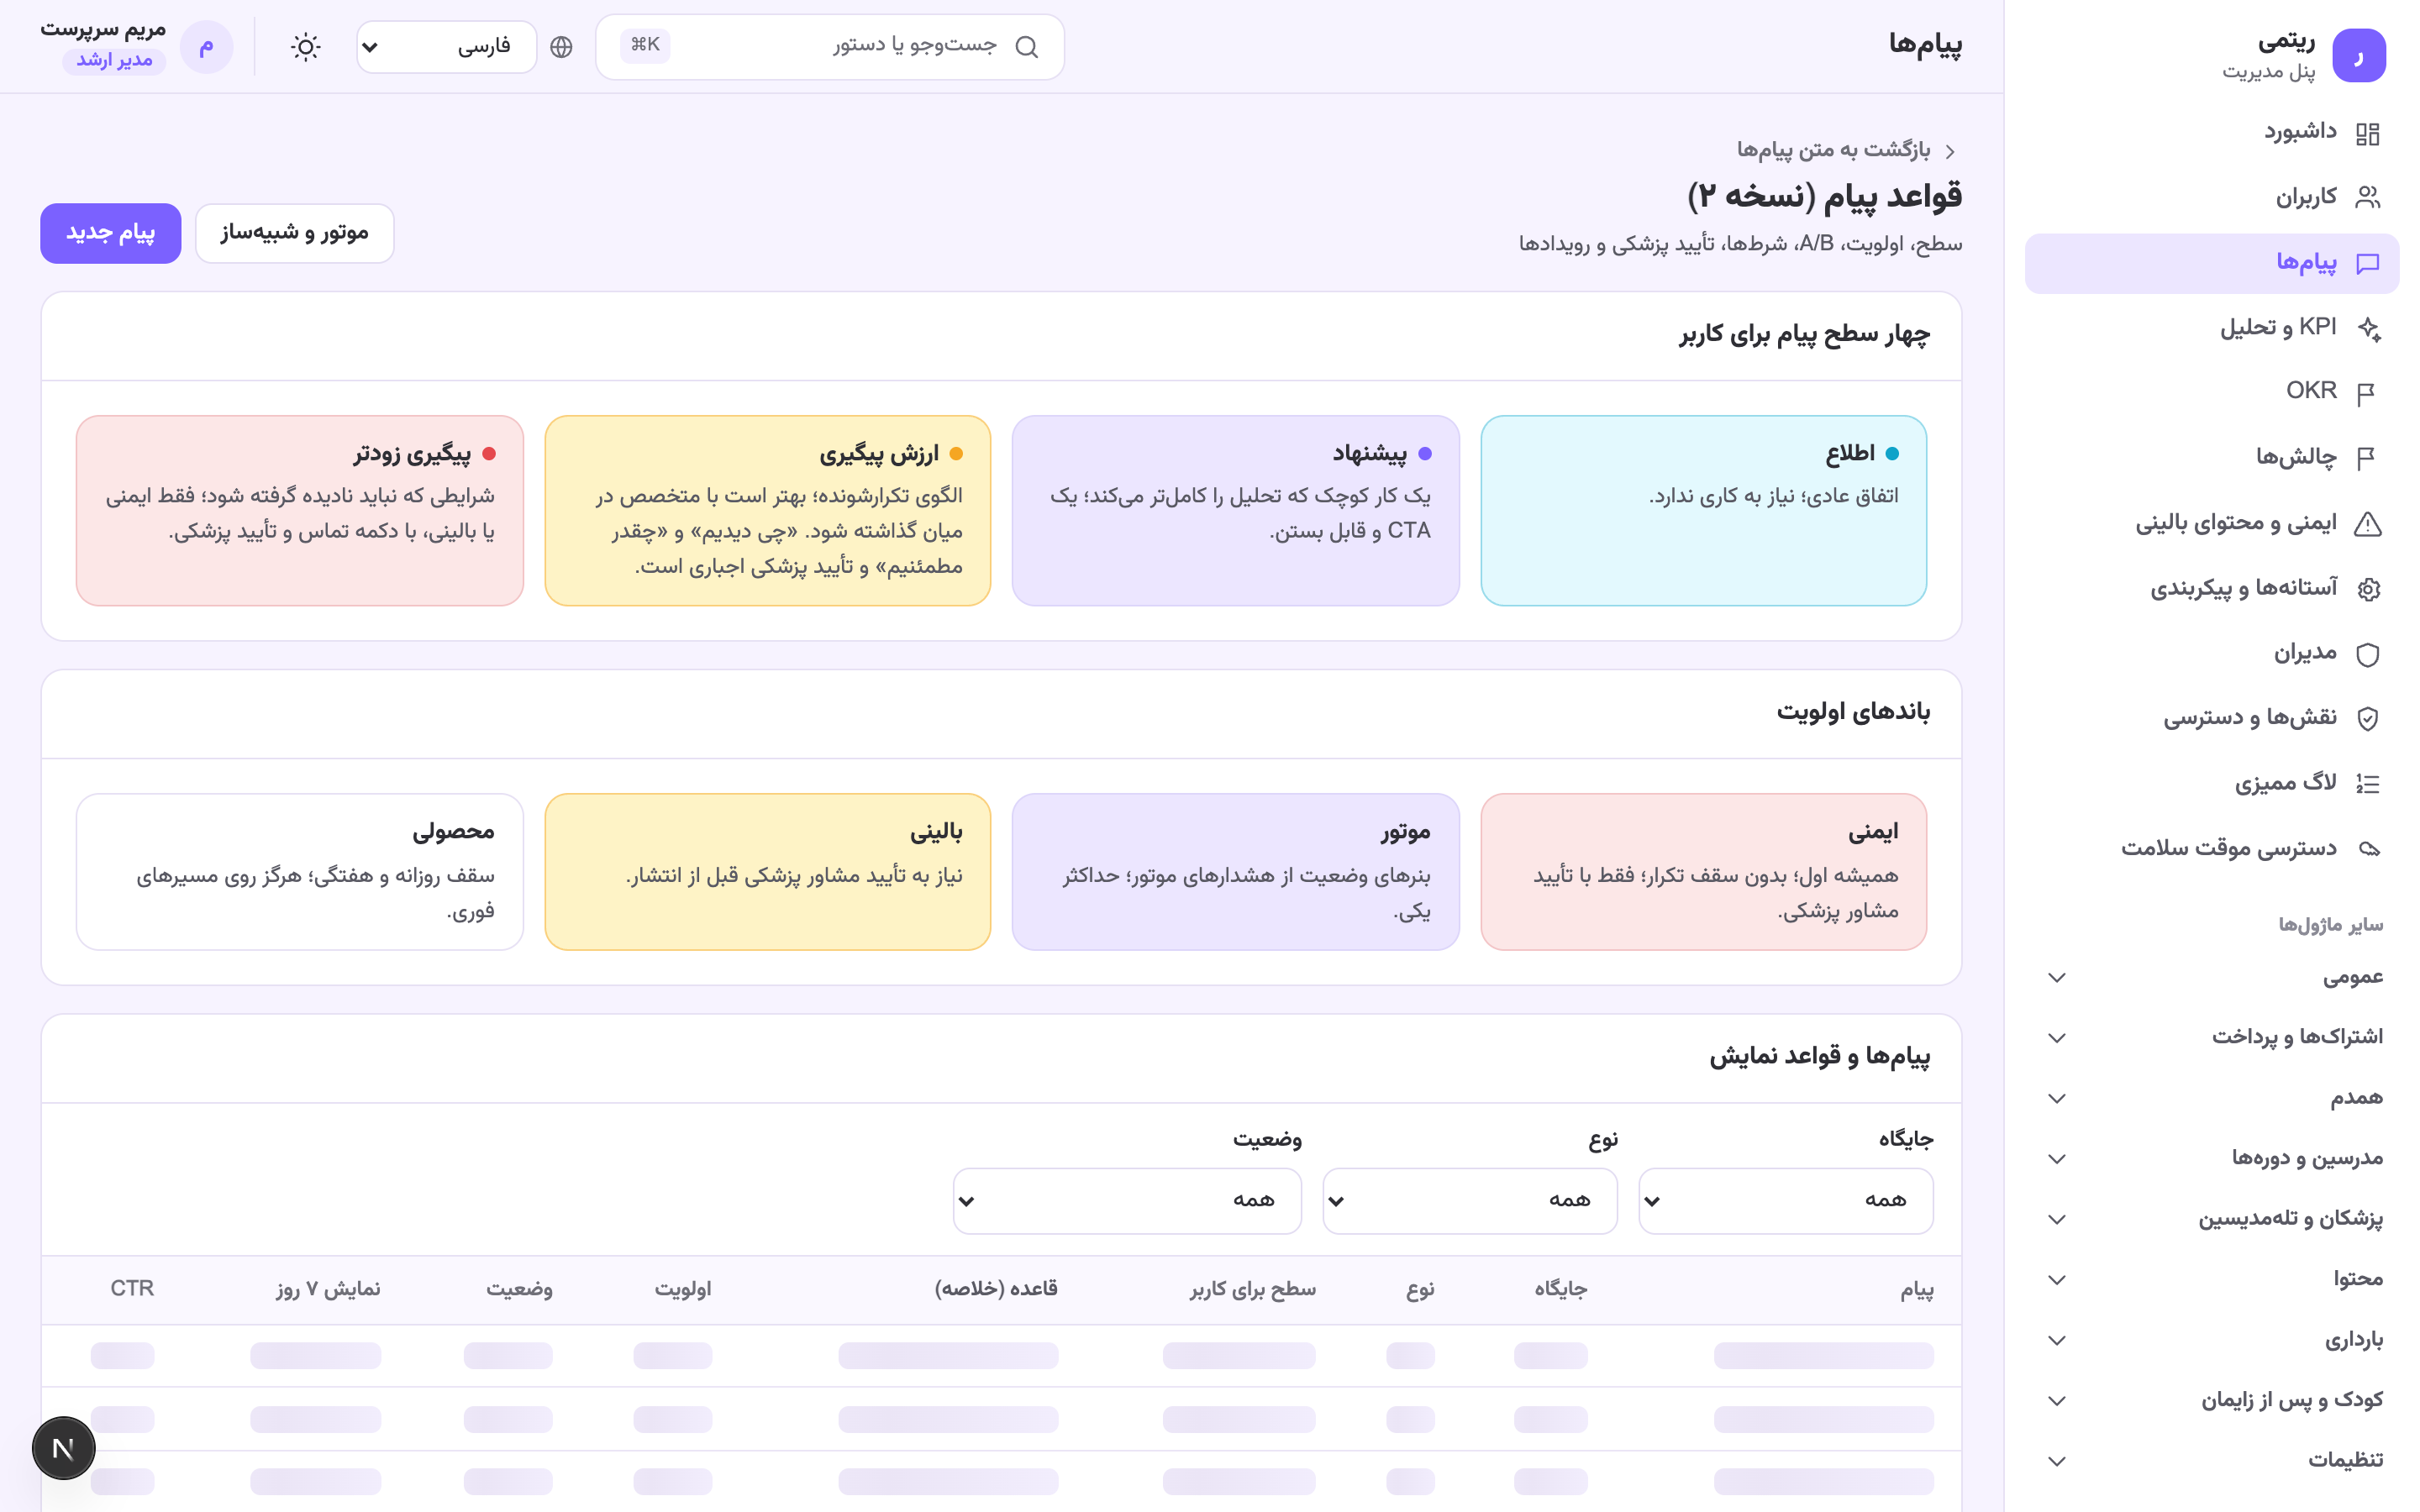 ر
ریتمی
پنل مدیریت
داشبورد
کاربران
پیام‌ها
KPI و تحلیل
OKR
چالش‌ها
ایمنی و محتوای بالینی
آستانه‌ها و پیکربندی
مدیران
نقش‌ها و دسترسی
لاگ ممیزی
دسترسی موقت سلامت
سایر ماژول‌ها
عمومی
اشتراک‌ها و پرداخت
همدم
مدرسین و دوره‌ها
پزشکان و تله‌مدیسین
محتوا
بارداری
کودک و پس از زایمان
تنظیمات
پیام‌ها
جست‌وجو یا دستور
⌘K
فارسی
م
مریم سرپرست
مدیر ارشد
بازگشت به متن پیام‌ها
قواعد پیام (نسخه ۲)
سطح، اولویت، A/B، شرط‌ها، تأیید پزشکی و رویدادها
موتور و شبیه‌ساز
پیام جدید
چهار سطح پیام برای کاربر
اطلاع
اتفاق عادی؛ نیاز به کاری ندارد.
پیشنهاد
یک کار کوچک که تحلیل را کامل‌تر می‌کند؛ یک
CTA و قابل بستن.
ارزش پیگیری
الگوی تکرارشونده؛ بهتر است با متخصص در
میان گذاشته شود. «چی دیدیم» و «چقدر
مطمئنیم» و تأیید پزشکی اجباری است.
پیگیری زودتر
شرایطی که نباید نادیده گرفته شود؛ فقط ایمنی
یا بالینی، با دکمه تماس و تأیید پزشکی.
باندهای اولویت
ایمنی
همیشه اول؛ بدون سقف تکرار؛ فقط با تأیید
مشاور پزشکی.
موتور
بنرهای وضعیت از هشدارهای موتور؛ حداکثر
یکی.
بالینی
نیاز به تأیید مشاور پزشکی قبل از انتشار.
محصولی
سقف روزانه و هفتگی؛ هرگز روی مسیرهای
فوری.
پیام‌ها و قواعد نمایش
جایگاه
نوع
وضعیت
همه
همه
همه
پیام
جایگاه
نوع
سطح برای کاربر
قاعده (خلاصه)
اولویت
وضعیت
نمایش ۷ روز
CTR
N